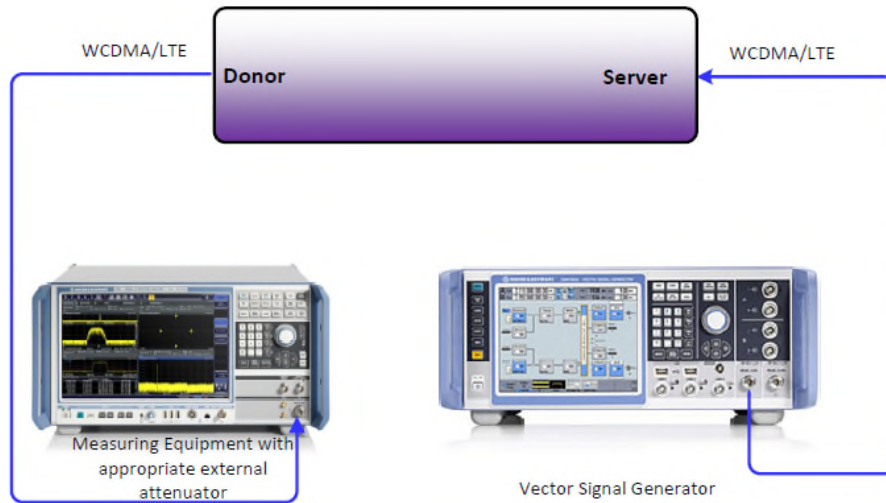 WCDMA/LTE
WCDMA/LTE
Donor
Server
Measuring Equipment with
appropriate external
attenuator
Vector Signal Generator